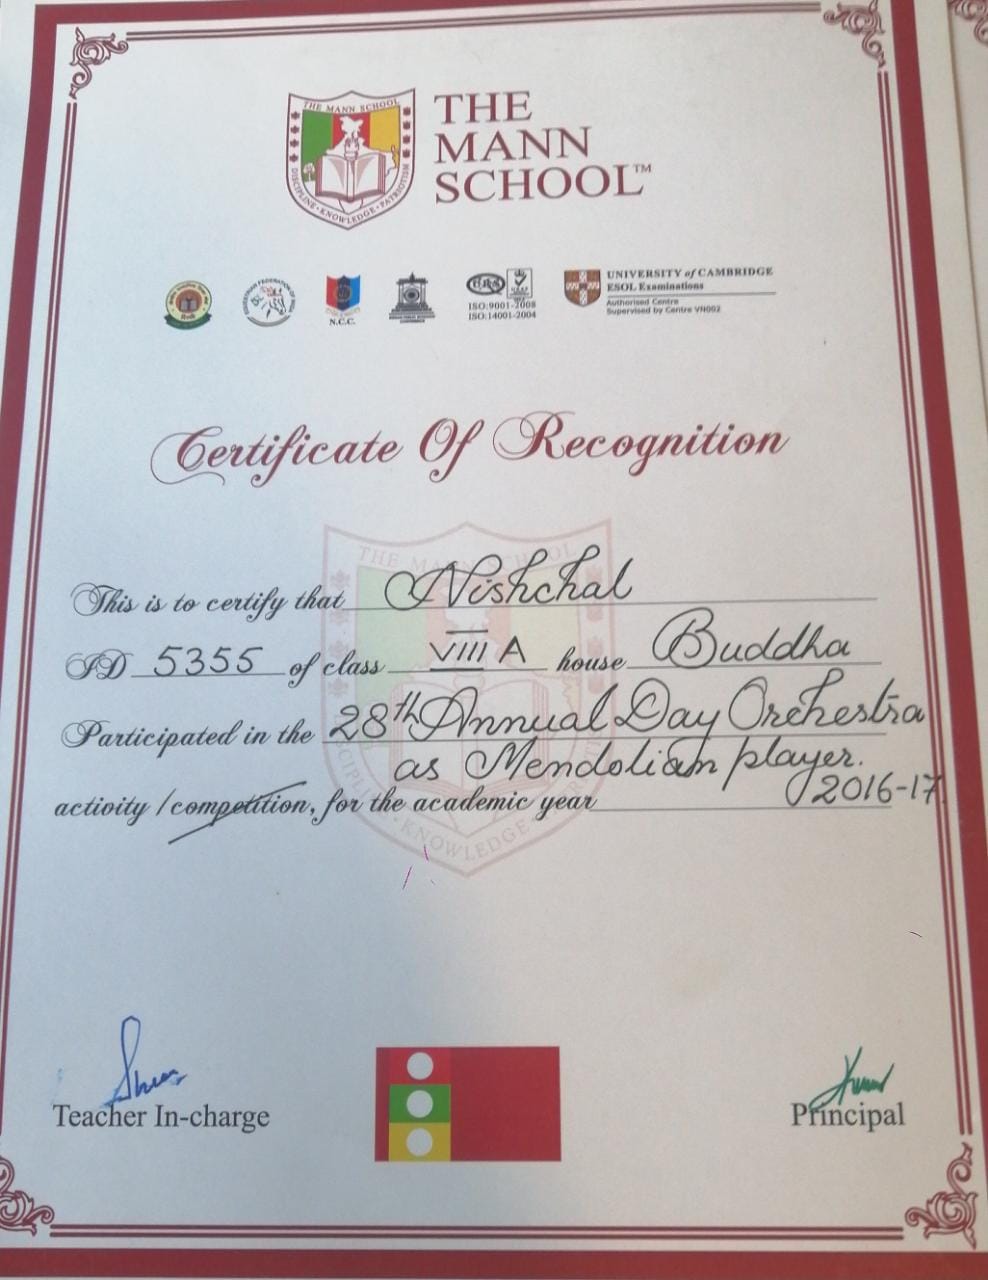 THE MANN SCHOOL
DISCIPLINE • KNOWLEDGE • PATRIOTISM
THE
MANN
SCHOOL™
N.C.C.
ISO:9001-2008
ISO:14001-2004
UNIVERSITY of CAMBRIDGE
ESOL Examinations
Authorised Centre
Supervised by Centre VN002
Certificate Of Recognition
This is to certify that Nishchal
ID 5355 of class VIII A house Buddha
Participated in the 28th Annual Day Orchestra
as Mendoliam player.
activity / competition, for the academic year 2016-17.
Teacher In-charge
Principal